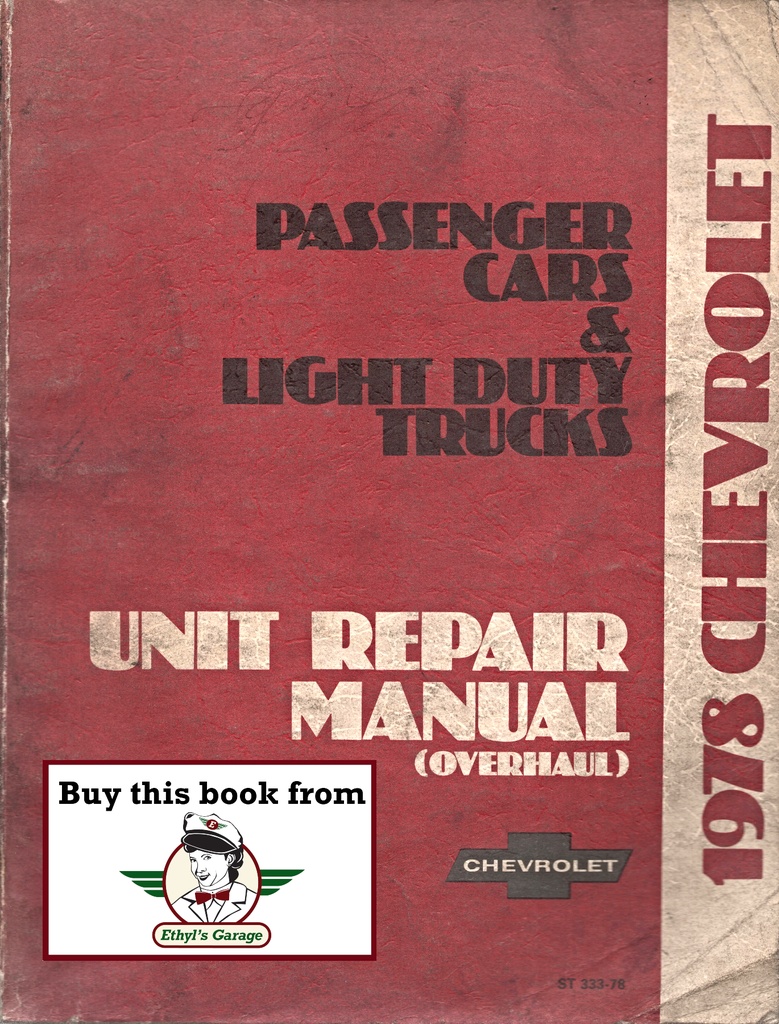 PASSENGER
CARS
&
LIGHT DUTY
TRUCKS
UNIT REPAIR
MANUAL
(OVERHAUL)
CHEVROLET
ST 333-78
1978 CHEVROLET
Buy this book from
E
Ethyl's Garage